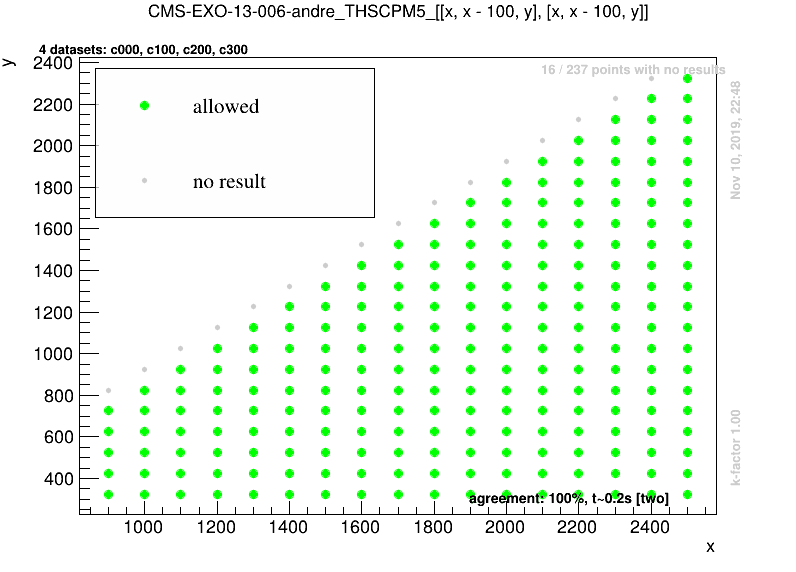 CMS-EXO-13-006-andre_THSCPM5_[[x, x - 100, y], [x, x - 100, y]]
4 datasets: c000, c100, c200, c300
16 / 237 points with no results
allowed
no result
y
2400
2200
2000
1800
1600
1400
1200
1000
800
600
400
agreement: 100%, t~0.2s [two]
1000 1200 1400 1600 1800 2000 2200 2400
x
Nov 10, 2019, 22:48
k-factor 1.00